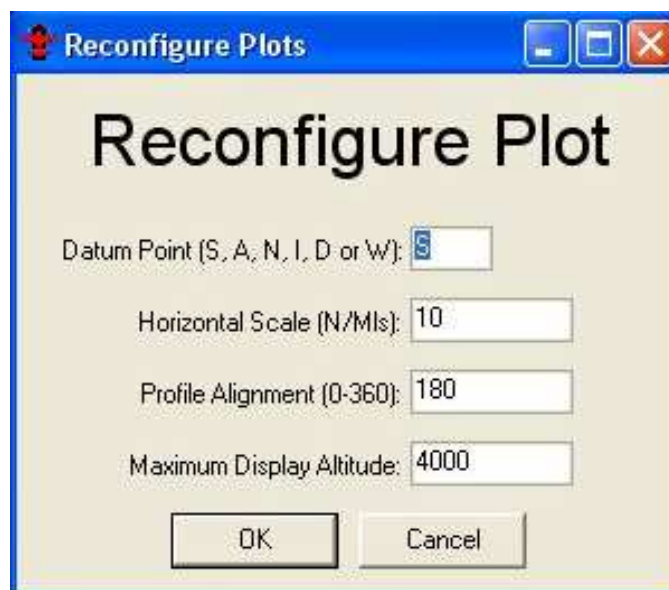 Reconfigure Plots
Reconfigure Plot
Datum Point (S, A, N, I, D or W): S
Horizontal Scale (N/Mls): 10
Profile Alignment (0-360): 180
Maximum Display Altitude: 4000
OK Cancel